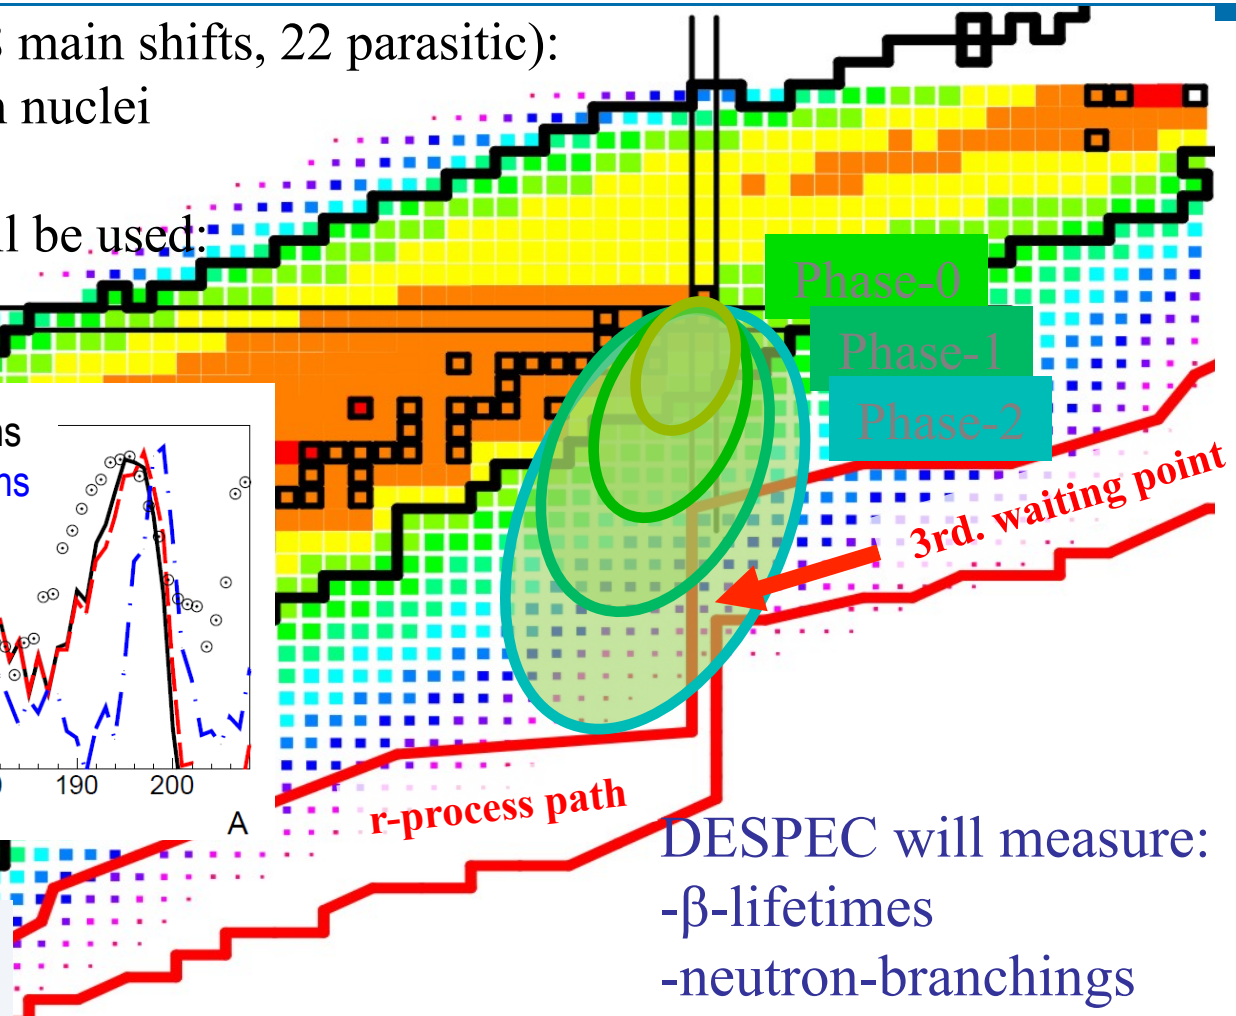 main shifts, 22 parasitic):
nuclei
be used:
Phase-0
Phase-1
Phase-2
3rd. waiting point
190
200
A
r-process path
DESPEC will measure:
-β-lifetimes
-neutron-branchings